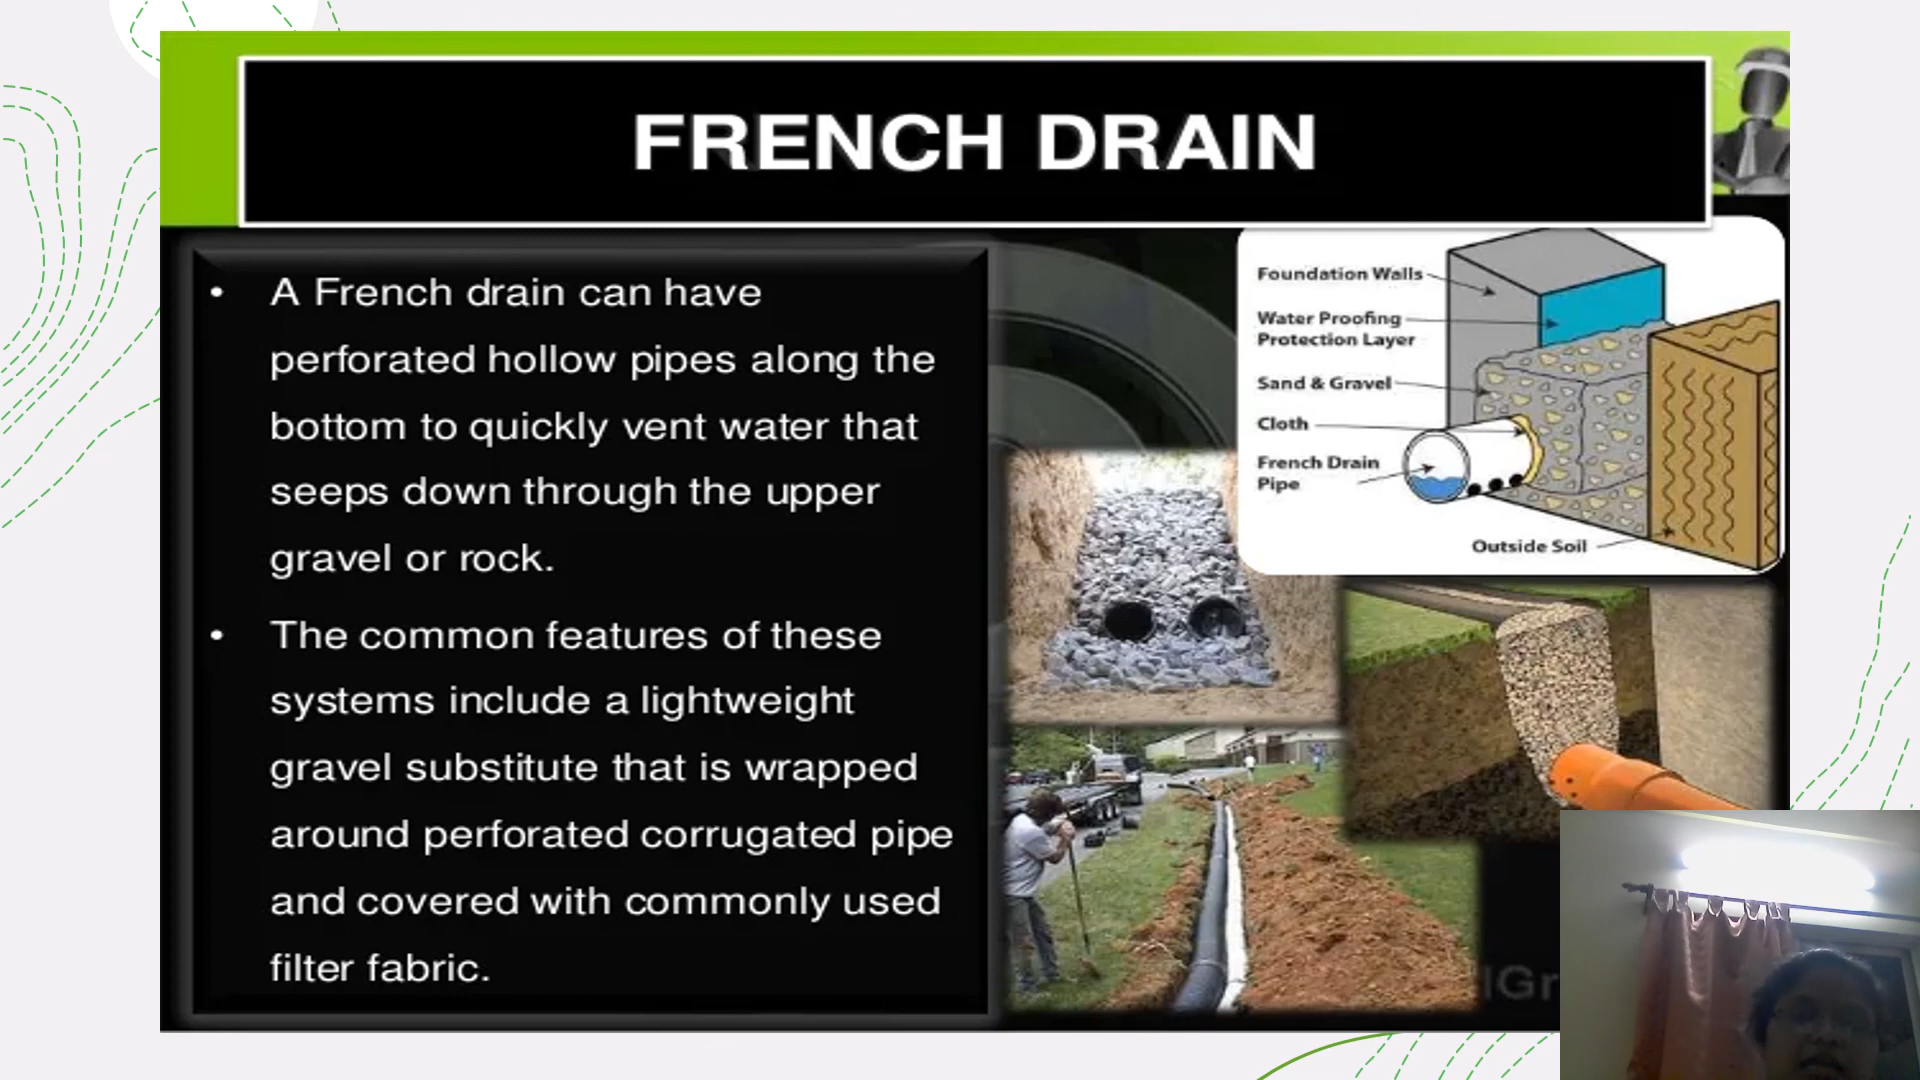 FRENCH DRAIN
• A French drain can have
perforated hollow pipes along the
bottom to quickly vent water that
seeps down through the upper
gravel or rock.
• The common features of these
systems include a lightweight
gravel substitute that is wrapped
around perforated corrugated pipe
and covered with commonly used
filter fabric.
Foundation Walls
Water Proofing
Protection Layer
Sand & Gravel
Cloth
French Drain
Pipe
Outside Soil